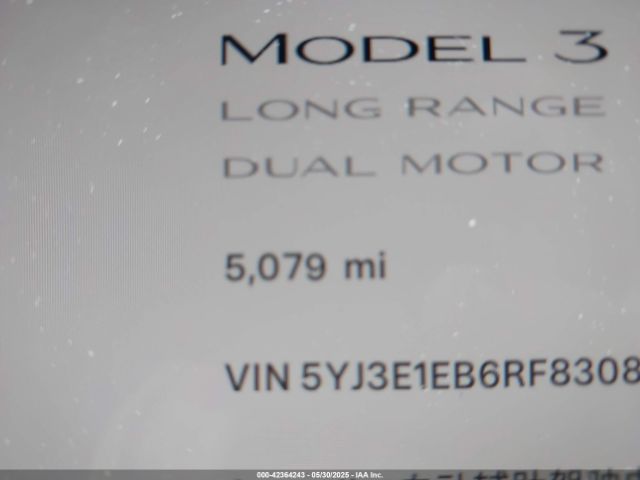 MODEL 3
LONG RANGE
DUAL MOTOR
5,079 mi
VIN 5YJ3E1EB6RF8308
000-42364243 - 05/30/2025 - IAA Inc.